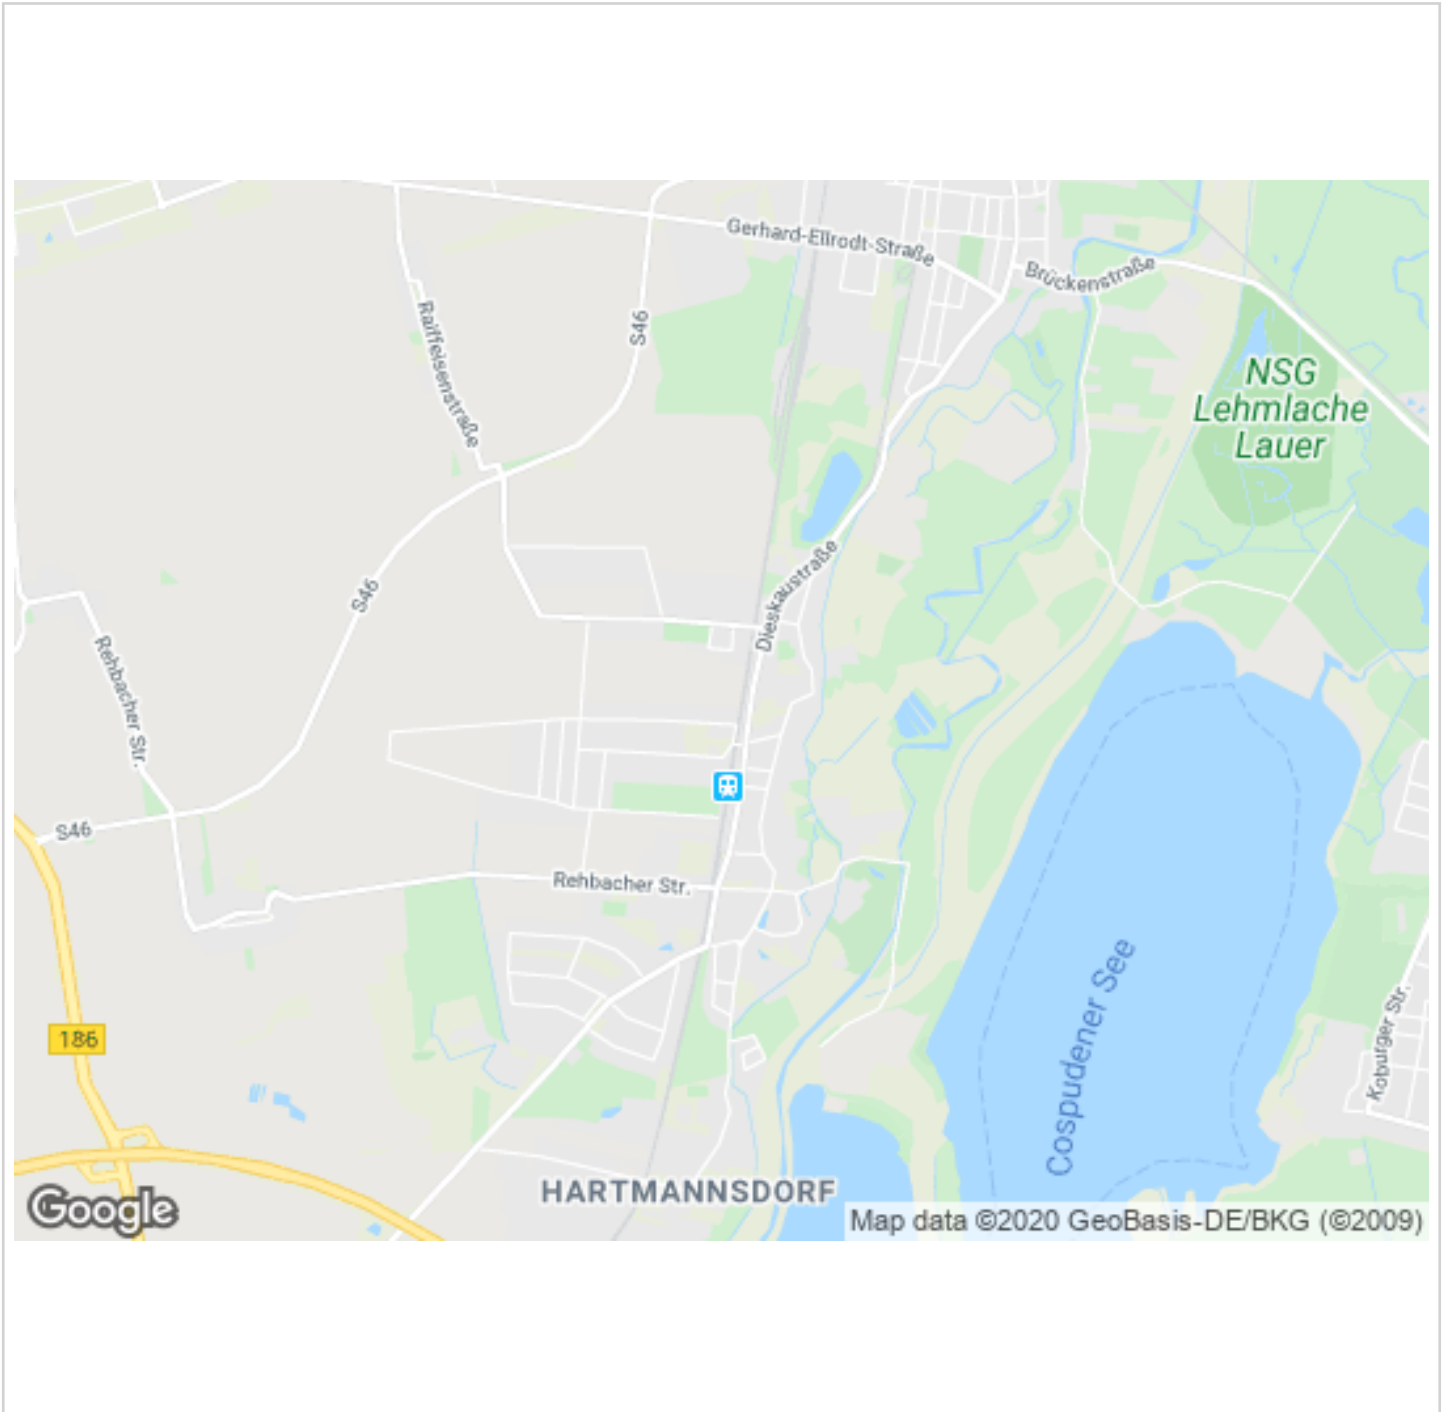 Gerhard-Ellrodt-Straße
Brückenstraße
Raiffeisenstraße
S46
NSG
Lehmlache
Lauer
Dieskaustraße
S46
Rehbacher Str.
S46
Rehbacher Str.
186
Cospudener See
Koburger Str.
HARTMANNSDORF
Google
Map data ©2020 GeoBasis-DE/BKG (©2009)